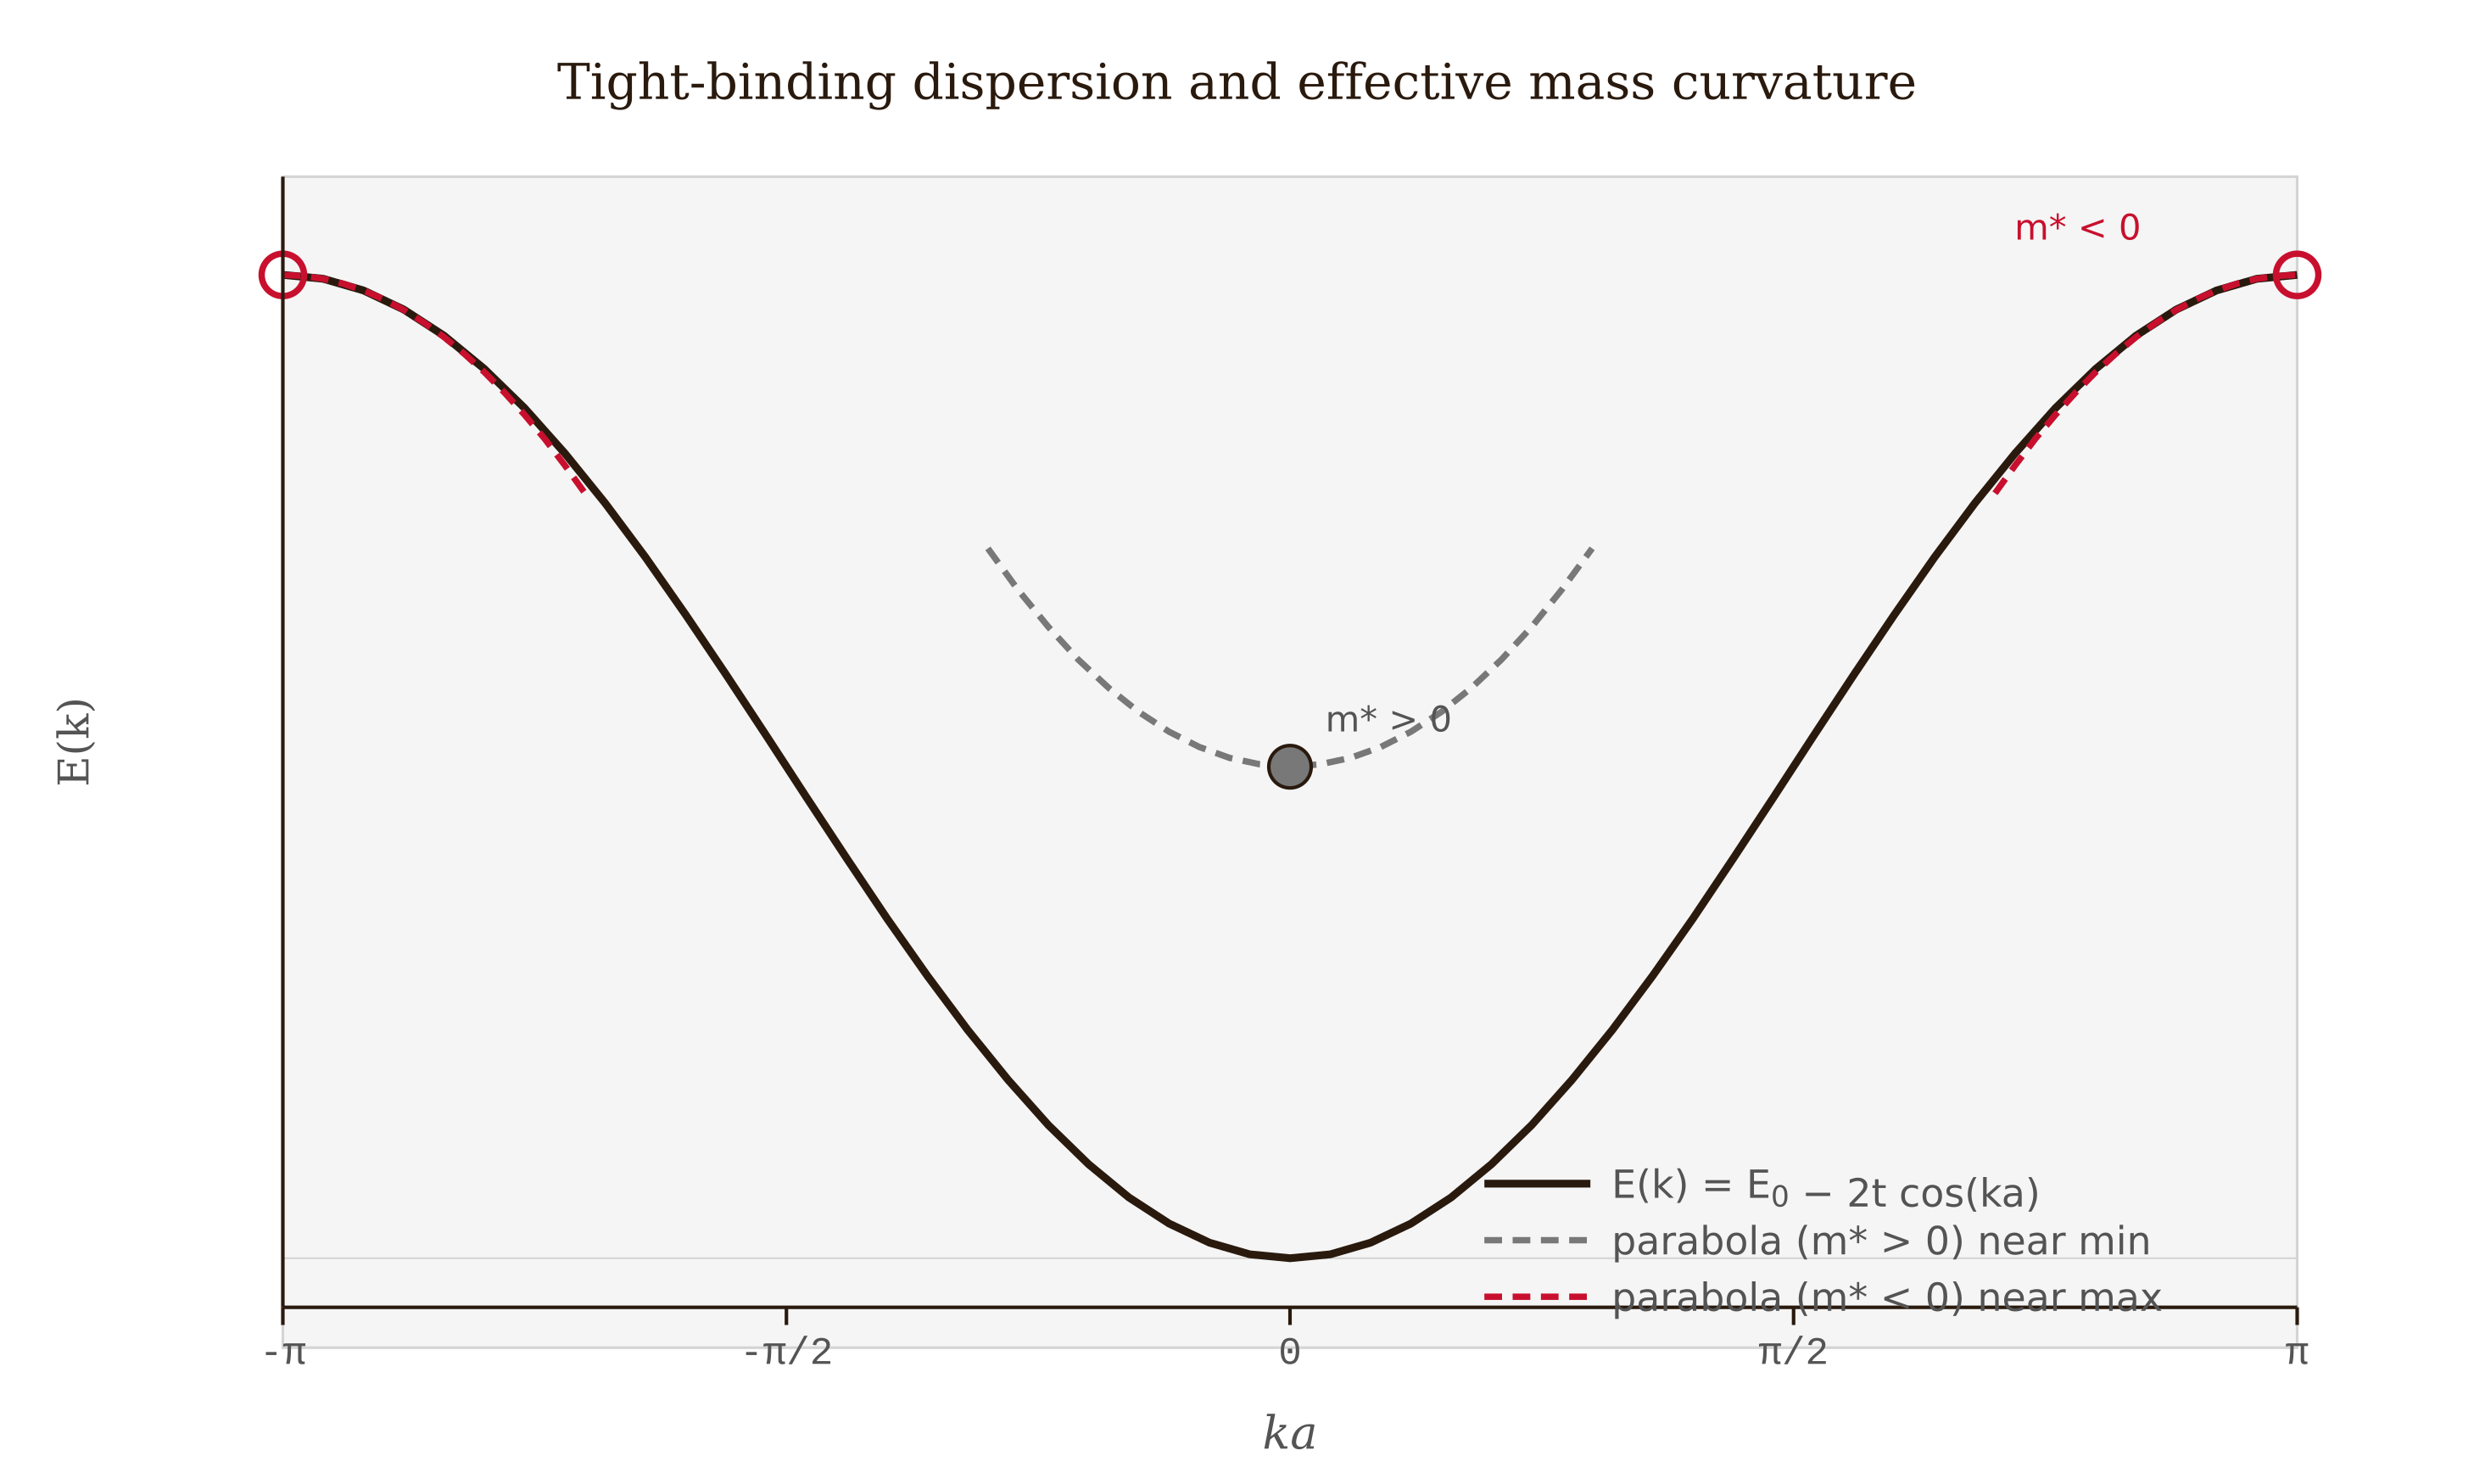 Tight-binding dispersion and effective mass curvature
m* < 0
E(k)
m* > 0
E(k) = E₀ − 2t cos(ka)
parabola (m* > 0) near min
parabola (m* < 0) near max
-π
-π/2
0
π/2
π
ka